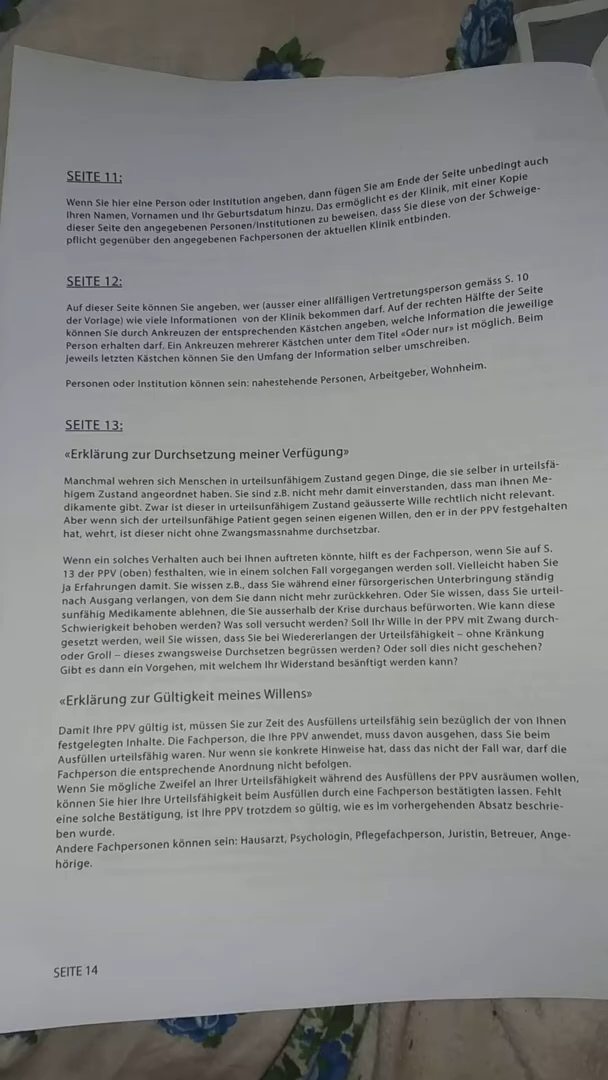 SEITE 11:
Wenn Sie hier eine Person oder Institution angeben, dann fügen Sie am Ende der Seite unbedingt auch
Ihren Namen, Vornamen und Ihr Geburtsdatum hinzu. Das ermöglicht es der Klinik, mit einer Kopie
dieser Seite den angegebenen Personen/Institutionen zu beweisen, dass Sie diese von der Schweige-
pflicht gegenüber den angegebenen Fachpersonen der aktuellen Klinik entbinden.
SEITE 12:
Auf dieser Seite können Sie angeben, wer (ausser einer allfälligen Vertretungsperson gemäss S. 10
der Vorlage) wie viele Informationen von der Klinik bekommen darf. Auf der rechten Hälfte der Seite
können Sie durch Ankreuzen der entsprechenden Kästchen angeben, welche Information die jeweilige
Person erhalten darf. Ein Ankreuzen mehrerer Kästchen unter dem Titel «Oder nur» ist möglich. Beim
jeweils letzten Kästchen können Sie den Umfang der Information selber umschreiben.
Personen oder Institution können sein: nahestehende Personen, Arbeitgeber, Wohnheim.
SEITE 13:
«Erklärung zur Durchsetzung meiner Verfügung»
Manchmal wehren sich Menschen in urteilsunfähigem Zustand gegen Dinge, die sie selber in urteilsfä-
higem Zustand angeordnet haben. Sie sind z.B. nicht mehr damit einverstanden, dass man ihnen Me-
dikamente gibt. Zwar ist dieser in urteilsunfähigem Zustand geäusserte Wille rechtlich nicht relevant.
Aber wenn sich der urteilsunfähige Patient gegen seinen eigenen Willen, den er in der PPV festgehalten
hat, wehrt, ist dieser nicht ohne Zwangsmassnahme durchsetzbar.
Wenn ein solches Verhalten auch bei Ihnen auftreten könnte, hilft es der Fachperson, wenn Sie auf S.
13 der PPV (oben) festhalten, wie in einem solchen Fall vorgegangen werden soll. Vielleicht haben Sie
ja Erfahrungen damit. Sie wissen z.B., dass Sie während einer fürsorgerischen Unterbringung ständig
nach Ausgang verlangen, von dem Sie dann nicht mehr zurückkehren. Oder Sie wissen, dass Sie urteil-
sunfähig Medikamente ablehnen, die Sie ausserhalb der Krise durchaus befürworten. Wie kann diese
Schwierigkeit behoben werden? Was soll versucht werden? Soll Ihr Wille in der PPV mit Zwang durch-
gesetzt werden, weil Sie wissen, dass Sie bei Wiedererlangen der Urteilsfähigkeit – ohne Kränkung
oder Groll – dieses zwangsweise Durchsetzen begrüssen werden? Oder soll dies nicht geschehen?
Gibt es dann ein Vorgehen, mit welchem Ihr Widerstand besänftigt werden kann?
«Erklärung zur Gültigkeit meines Willens»
Damit Ihre PPV gültig ist, müssen Sie zur Zeit des Ausfüllens urteilsfähig sein bezüglich der von Ihnen
festgelegten Inhalte. Die Fachperson, die Ihre PPV anwendet, muss davon ausgehen, dass Sie beim
Ausfüllen urteilsfähig waren. Nur wenn sie konkrete Hinweise hat, dass das nicht der Fall war, darf die
Fachperson die entsprechende Anordnung nicht befolgen.
Wenn Sie mögliche Zweifel an Ihrer Urteilsfähigkeit während des Ausfüllens der PPV ausräumen wollen,
können Sie hier Ihre Urteilsfähigkeit beim Ausfüllen durch eine Fachperson bestätigten lassen. Fehlt
eine solche Bestätigung, ist Ihre PPV trotzdem so gültig, wie es im vorhergehenden Absatz beschrie-
ben wurde.
Andere Fachpersonen können sein: Hausarzt, Psychologin, Pflegefachperson, Juristin, Betreuer, Ange-
hörige.
SEITE 14